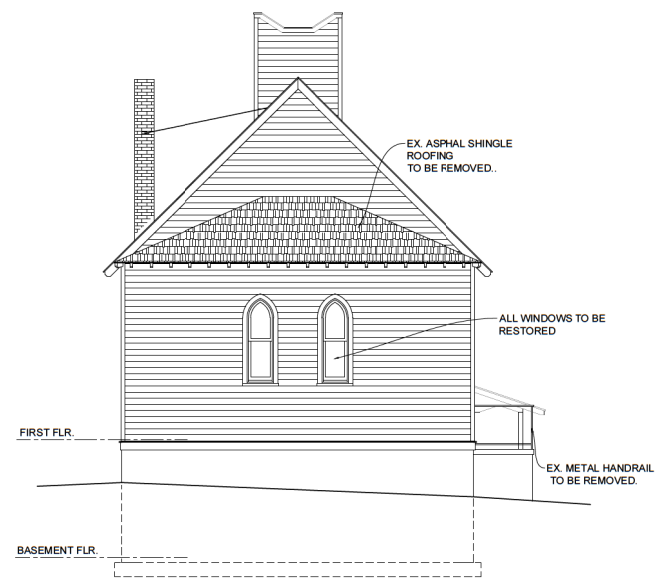 EX. ASPHAL SHINGLE
ROOFING
TO BE REMOVED..
ALL WINDOWS TO BE
RESTORED
FIRST FLR.
EX. METAL HANDRAIL
TO BE REMOVED.
BASEMENT FLR.